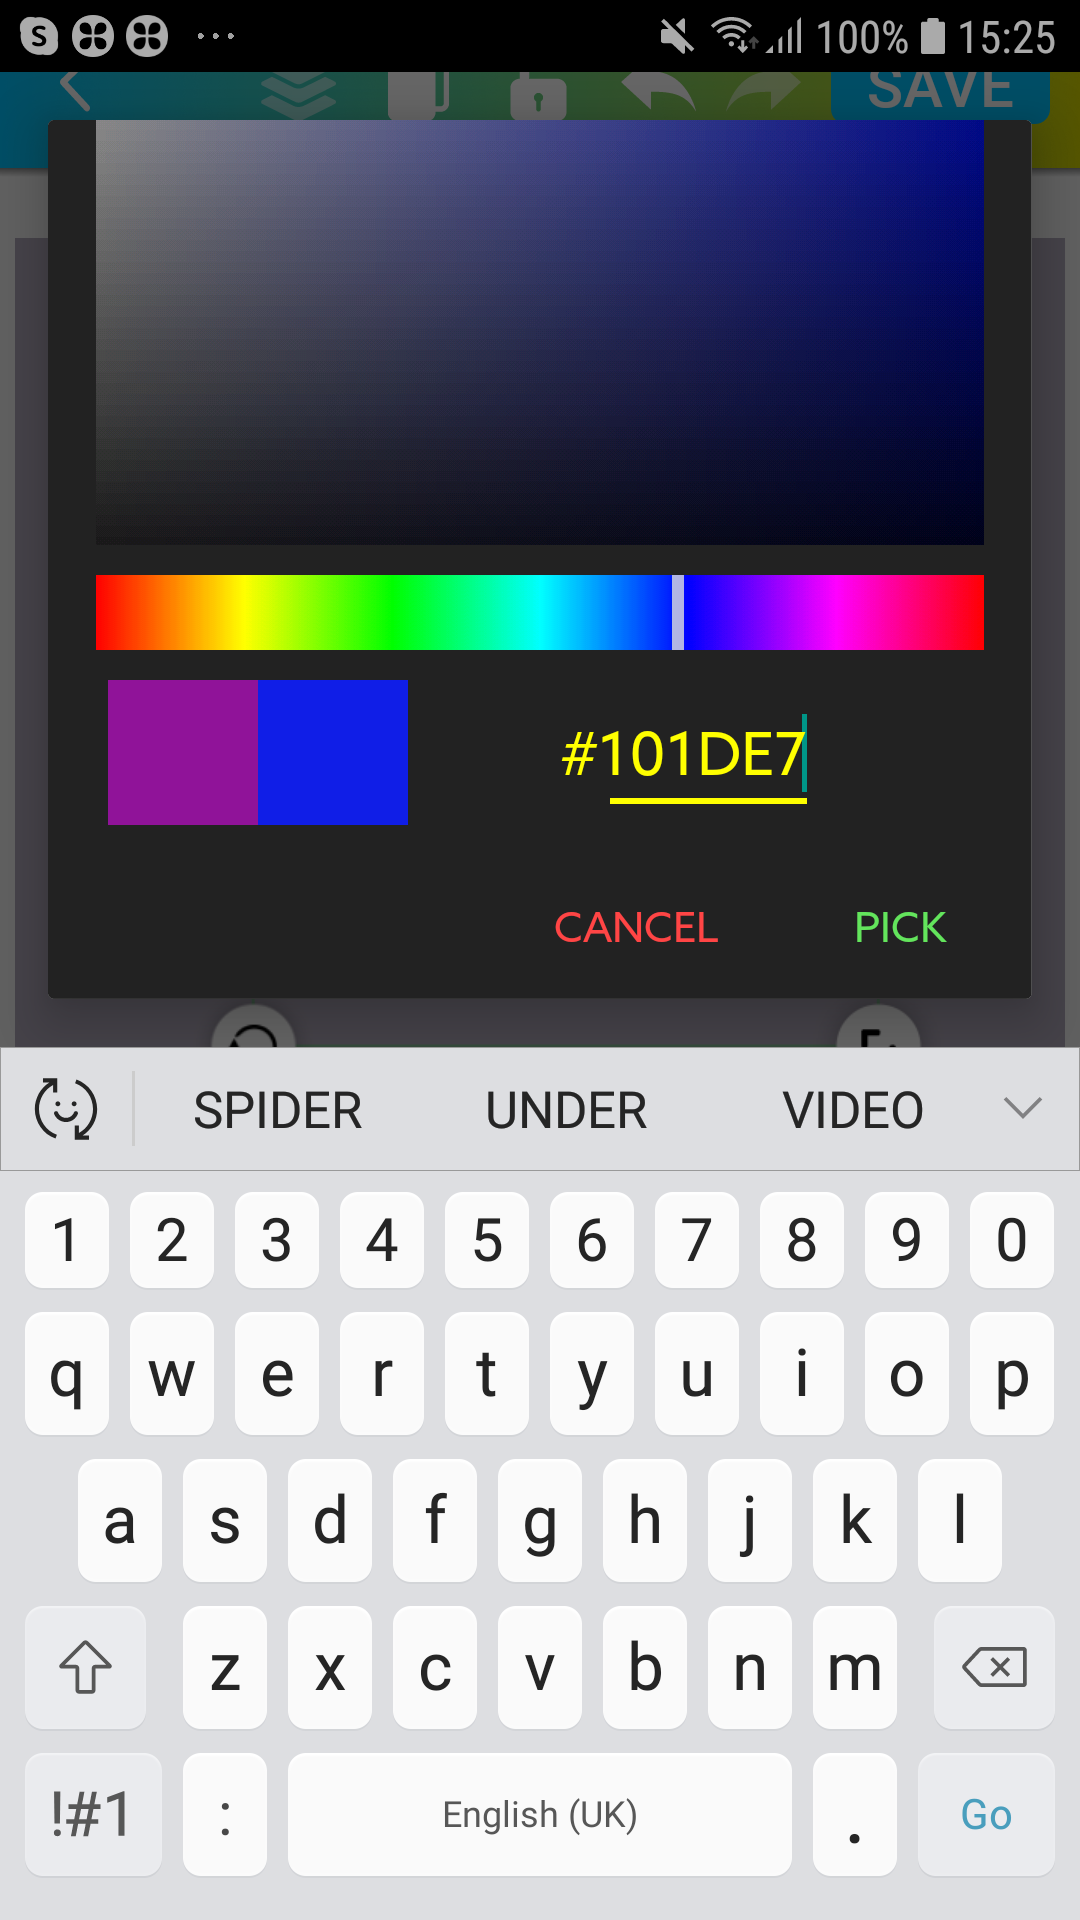 S 100% 15:25
SAVE
#101DE7
CANCEL PICK
SPIDER UNDER VIDEO
1 2 3 4 5 6 7 8 9 0
q w e r t y u i o p
a s d f g h j k l
z x c v b n m
!#1 : English (UK) . Go